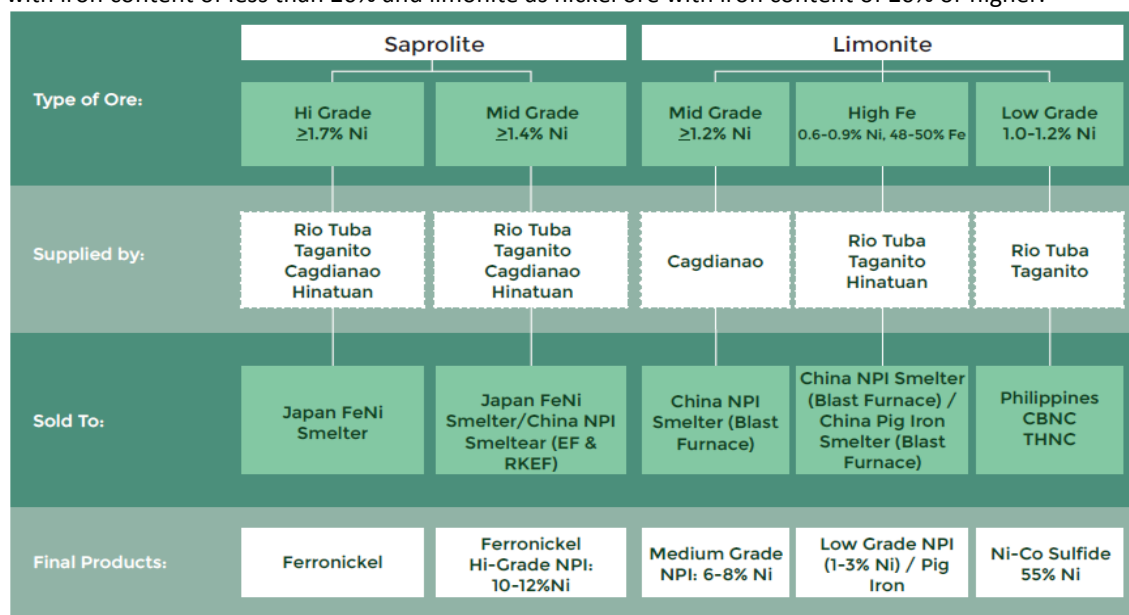 with iron content of less than and limonite as nickel ore with iron content of or higher.
Saprolite
Limonite
Type of Ore:
Hi Grade
≥1.7% Ni
Mid Grade
≥1.4% Ni
Mid Grade
≥1.2% Ni
High Fe
0.6-0.9% Ni, 48-50% Fe
Low Grade
1.0-1.2% Ni
Supplied by:
Rio Tuba
Taganito
Cagdianao
Hinatuan
Rio Tuba
Taganito
Cagdianao
Hinatuan
Cagdianao
Rio Tuba
Taganito
Hinatuan
Rio Tuba
Taganito
Sold To:
Japan FeNi
Smelter
Japan FeNi
Smelter/China NPI
Smeltear (EF &
RKEF)
China NPI
Smelter (Blast
Furnace)
China NPI Smelter
(Blast Furnace) /
China Pig Iron
Smelter (Blast
Furnace)
Philippines
CBNC
THNC
Final Products:
Ferronickel
Ferronickel
Hi-Grade NPI:
10-12%Ni
Medium Grade
NPI: 6-8% Ni
Low Grade NPI
(1-3% Ni) / Pig
Iron
Ni-Co Sulfide
55% Ni